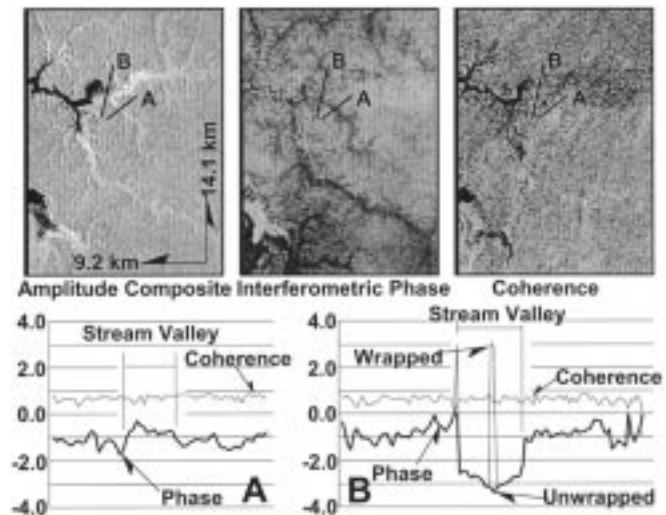 B
A
14.1 km
9.2 km
B
A
B
A
Amplitude Composite
Interferometric Phase
Coherence
4.0
2.0
0.0
-2.0
-4.0
Stream Valley
Coherence
Phase
A
4.0
2.0
0.0
-2.0
-4.0
Stream Valley
Wrapped
Coherence
Phase
B
Unwrapped